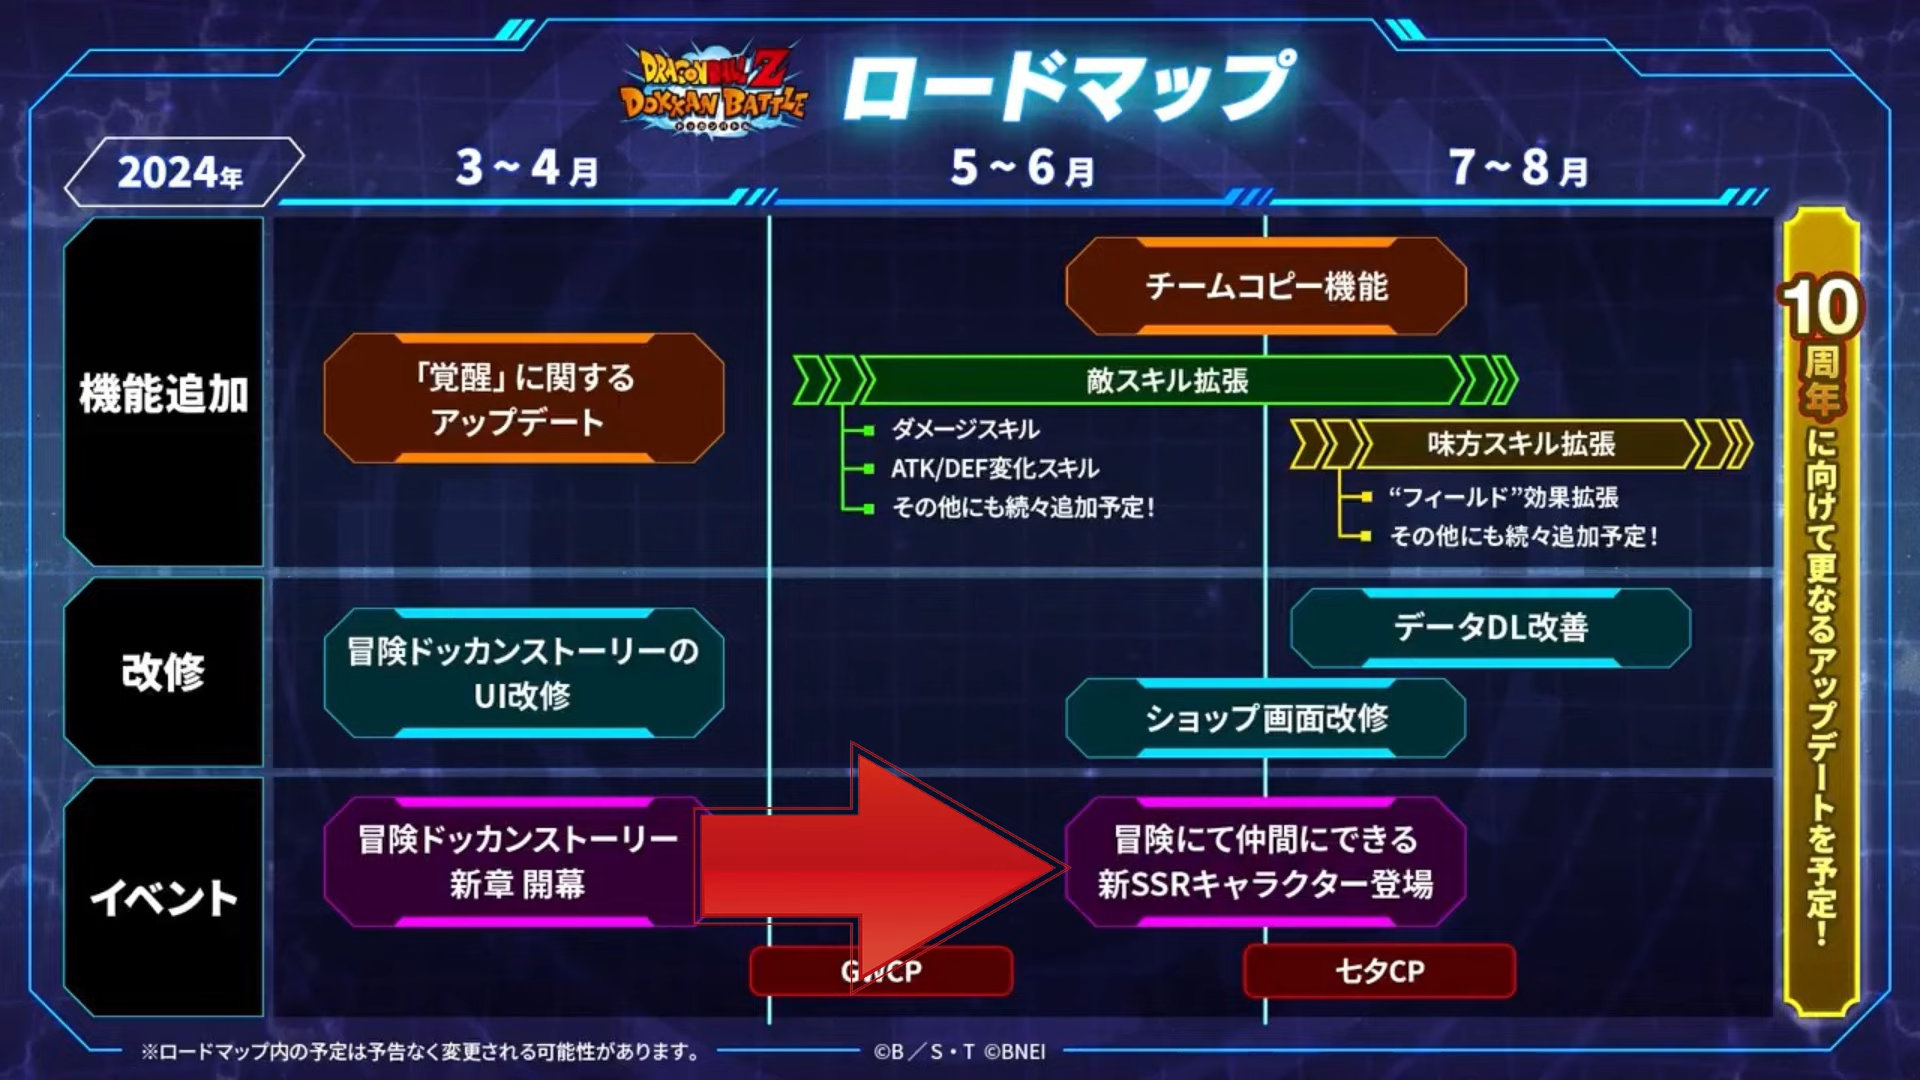 DRAGON BALL Z
DOKKAN BATTLE
ドッカンバトル
ロードマップ
2024年
3～4月
5～6月
7～8月
機能追加
「覚醒」に関する
アップデート
チームコピー機能
敵スキル拡張
ダメージスキル
ATK/DEF変化スキル
その他にも続々追加予定！
味方スキル拡張
“フィールド”効果拡張
その他にも続々追加予定！
改修
冒険ドッカンストーリーの
UI改修
データDL改善
ショップ画面改修
イベント
冒険ドッカンストーリー
新章 開幕
冒険にて仲間にできる
新SSRキャラクター登場
GWCP
七夕CP
10周年に向けて更なるアップデートを予定！
※ロードマップ内の予定は予告なく変更される可能性があります。
©B／S・T ©BNEI